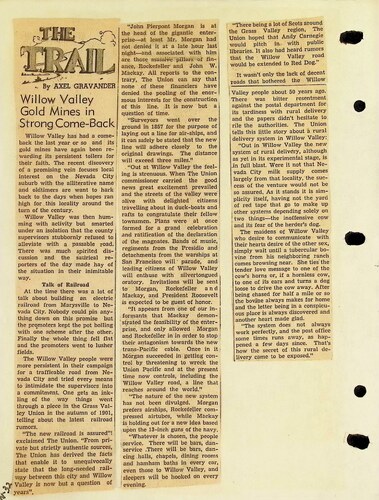 THE
TRAIL
By AXEL GRAVANDER
Willow Valley
Gold Mines in
Strong Come-Back
Willow Valley has had a come-
back the last year or so and its
gold mines have again been re-
warding its persistent toilers for
their faith. The recent discovery
of a promising vein focuses local
interest on the Nevada City
suburb with the alliterative name
and oldtimers are wont to hark
back to the days when hopes ran
high for this locality around the
turn of the century.
Willow Valley was then hum-
ming with activity but smarted
under an isolation that the county
supervisors stubbornly refused to
alleviate with a passable road.
There was much spirited dis-
cussion and the satirical re-
porters of the day made hay of
the situation in their inimitable
way.
Talk of Railroad
At the time there was a lot of
talk about building an electric
railroad from Marysville to Ne-
vada City. Nobody could pin any-
thing down on this promise but
the promoters kept the pot boiling
with one scheme after the other.
Finally the whole thing fell flat
and the promoters went to lusher
fields.
The Willow Valley people were
more persistent in their campaign
for a trafficable road from Ne-
vada City and tried every means
to intimidate the supervisors into
a commitment. One gets an ink-
ling of the way things went
through a piece in the Grass Val-
ley Union in the autumn of 1901,
telling about the latest railroad
rumors.
"The new railroad is assured"!
exclaimed The Union. "From pri-
vate but strictly authentic sources,
The Union has derived the facts
that enable it to unequivocally
state that the long-needed rail-
way between this city and Willow
Valley is now but a question of
years".
"John Pierpont Morgan is at
the head of the gigantic enter-
prise—at least Mr. Morgan had
not denied it at a late hour last
night—and associated with him
are those massive pillars of fin-
ance, Rockefeller and John W.
Mackay. All reports to the con-
trary, The Union can say that
none of these financiers have
denied the pooling of the enor-
mous interests for the construction
of this line. It is now but a
question of time.
"Surveyors went over the
ground in 1857 for the purpose of
laying out a line for air-ships, and
it can safely be stated that the new
line will adhere closely to the
original surveys. The distance
will exceed three miles."
"Out at Willow Valley the feel-
ing is strenuous. When The Union
commissioner carried the good
news great excitement prevailed
and the streets of the valley were
alive with delighted citizens
travelling about in duck-boats and
rafts to congratulate their fellow
townsmen. Plans were at once
formed for a grand celebration
and ratification of the declaration
of the magnates. Bands of music,
regiments from the Presidio and
detachments from the warships at
San Francisco will parade, and
leading citizens of Willow Valley
will enthuse with silvertongued
oratory. Invitations will be sent
to Morgan, Rockefeller and
Mackay, and President Roosevelt
is expected to be guest of honor.
"It appears from one of our in-
formants that Mackay demon-
strated the feasibility of the enter-
prise, and only allowed Morgan
and Rockefeller in in order to stop
their antagonism towards the new
trans-Pacific cable. Once in it
Morgan succeeded in getting control
by threatening to wreck the
Union Pacific and at the present
time now controls, including the
Willow Valley road, a line that
reaches around the world."
"The nature of the new system
has not been divulged. Morgan
prefers airships, Rockefeller com-
pressed airtubes, while Mackay
is holding out for a new idea based
upon the 18-inch guns of the navy.
"Whatever is chosen, the people
service. There will be bars, dan-
cing halls, chapels, dining rooms
and hamham baths in every car,
even those to Willow Valley, and
sleepers will be hooked on every
evening.
"There being a lot of Scots around
the Grass Valley region, The
Union hoped that Andy Carnegie
would pitch in with public
libraries. It also had heard rumors
that the Willow Valley road
would be extended to Red Dog."
It wasn't only the lack of decent
roads that bothered the Willow
Valley people about 50 years ago.
There was bitter resentment
against the postal department for
its tardiness with rural delivery
and the papers didn't hesitate to
rib the authorities. The Union
tells this little story about a rural
delivery system in Willow Valley:
"Out in Willow Valley the new
system of rural delivery, although
as yet in its experimental stage, is
in full blast. Were it not that Ne-
vada City milk supply comes
largely from that locality, the suc-
cess of the venture would not be
so assured. As it stands it is sim-
plicity itself, having not the yard
of red tape that go to make up
other systems depending solely on
two things—the inoffensive cow
and its love of the herder's dog.
The maidens of Willow Valley
who desire to communicate with
their hearts desire of the other sex,
simply wait until a tubercular bo-
vine from his neighboring ranch
comes browsing near. She ties the
tender love message to one of the
cow's horns or, if a hornless cow,
to one of its ears and turns a dog
loose to drive the cow away. After
being chased for half a mile or so
the bovine always makes for home
and the letter being in a conspicu-
ous place is always discovered and
another heart made glad.
"The system does not always
work perfectly, and the post office
some times runs away, as hap-
pened a few days since. That's
how the secret of this rural de-
livery came to be exposed."